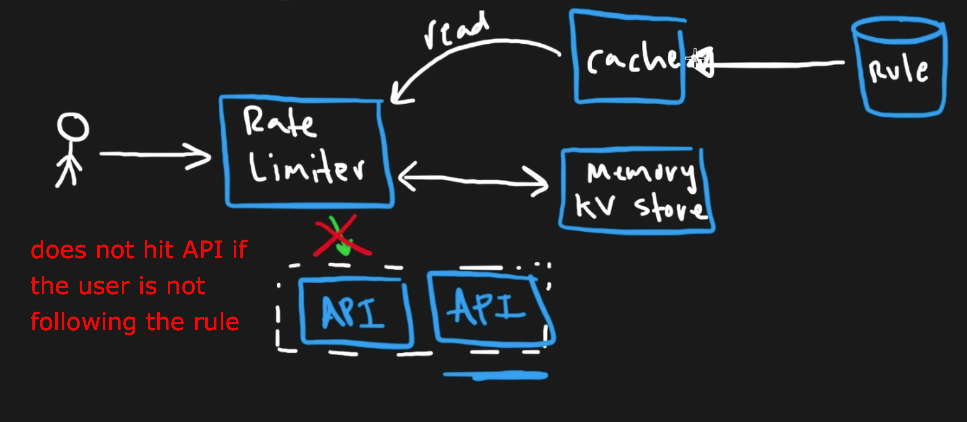 read
cache
Rule
Rate
Limiter
Memory
KV store
does not hit API if
the user is not
following the rule
API
API